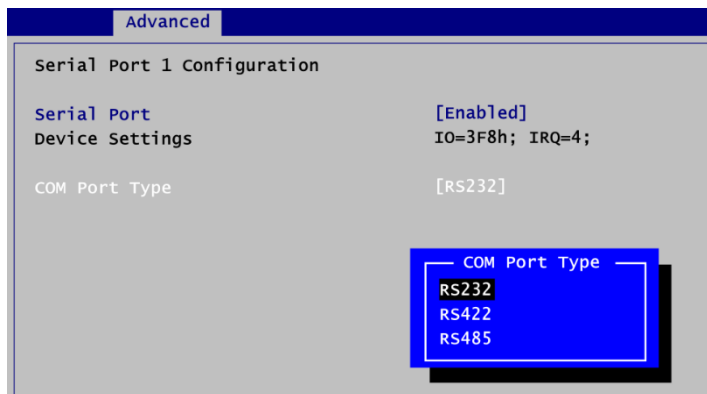 Advanced
Serial Port 1 Configuration
Serial Port [Enabled]
Device Settings IO=3F8h; IRQ=4;
COM Port Type [RS232]
COM Port Type
RS232
RS422
RS485